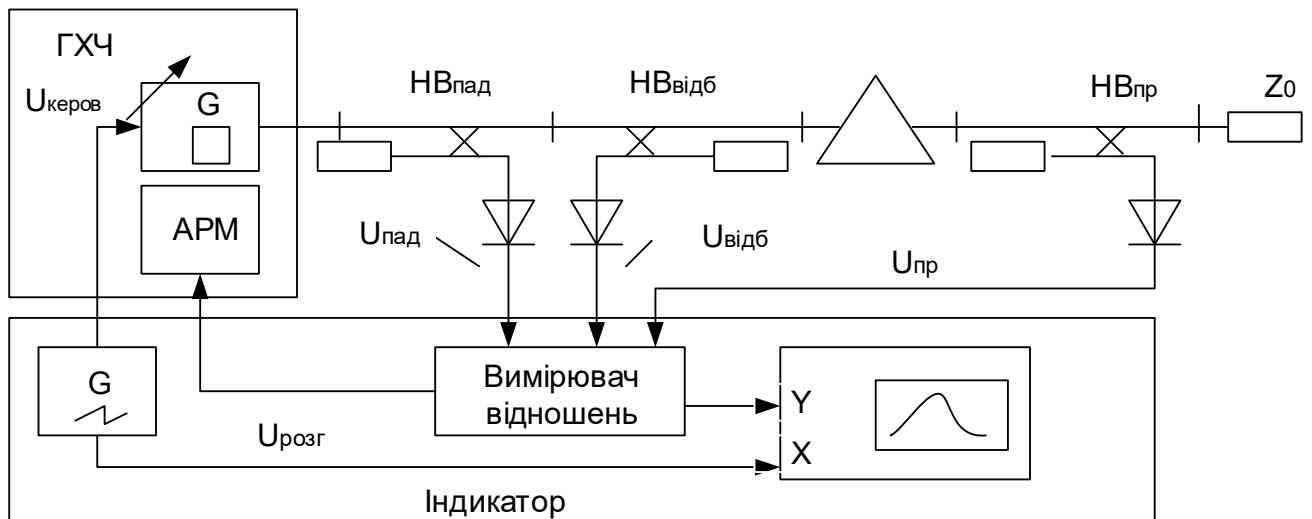 ГХЧ
Uкеров
G
АРМ
НВпад
НВвідб
НВпр
Z0
Uпад
Uвідб
Uпр
G
Вимірювач
відношень
Y
X
Uрозг
Індикатор